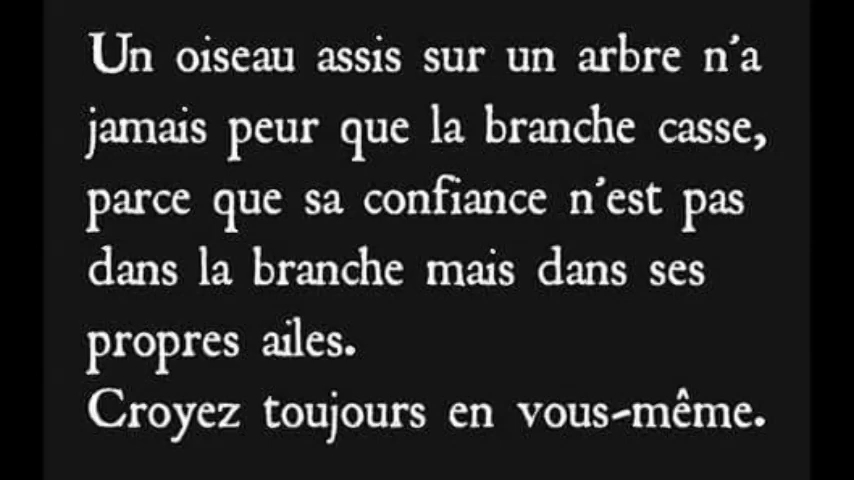 Un oiseau assis sur un arbre n'a
jamais peur que la branche casse,
parce que sa confiance n'est pas
dans la branche mais dans ses
propres ailes.
Croyez toujours en vous-même.